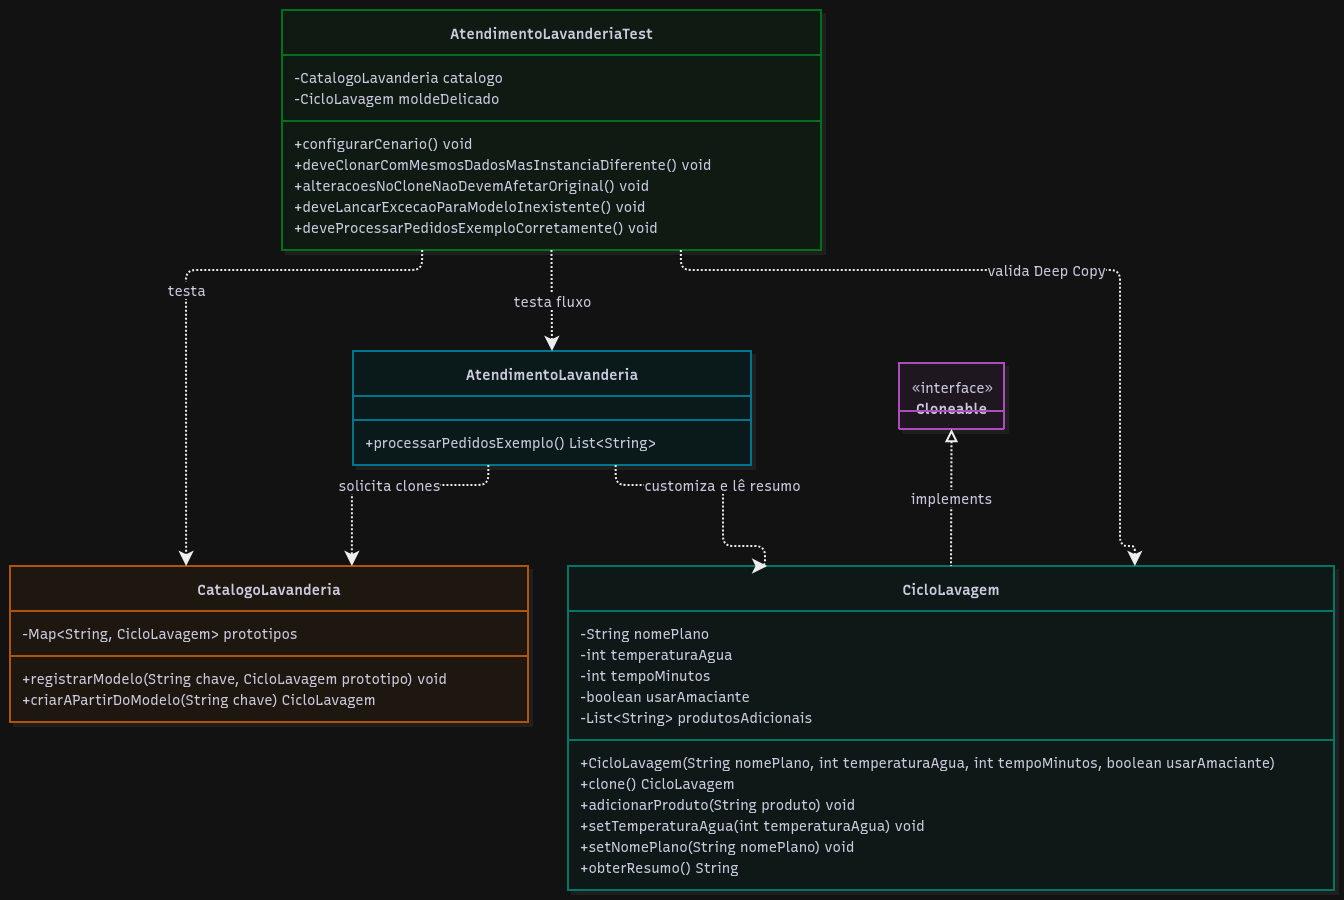 AtendimentoLavanderiaTest
-CatalogoLavanderia catalogo
-CicloLavagem moldeDelicado
+configurarCenario() void
+deveClonarComMesmosDadosMasInstanciaDiferente() void
+alteracoesNoCloneNaoDevemAfetarOriginal() void
+deveLancarExcecaoParaModeloInexistente() void
+deveProcessarPedidosExemploCorretamente() void
valida Deep Copy
testa
testa fluxo
AtendimentoLavanderia
+processarPedidosExemplo() List<String>
«interface»
Cloneable
solicita clones
customiza e lê resumo
implements
CatalogoLavanderia
-Map<String, CicloLavagem> prototipos
+registrarModelo(String chave, CicloLavagem prototipo) void
+criarAPartirDoModelo(String chave) CicloLavagem
CicloLavagem
-String nomePlano
-int temperaturaAgua
-int tempoMinutos
-boolean usarAmaciante
-List<String> produtosAdicionais
+CicloLavagem(String nomePlano, int temperaturaAgua, int tempoMinutos, boolean usarAmaciante)
+clone() CicloLavagem
+adicionarProduto(String produto) void
+setTemperaturaAgua(int temperaturaAgua) void
+setNomePlano(String nomePlano) void
+obterResumo() String